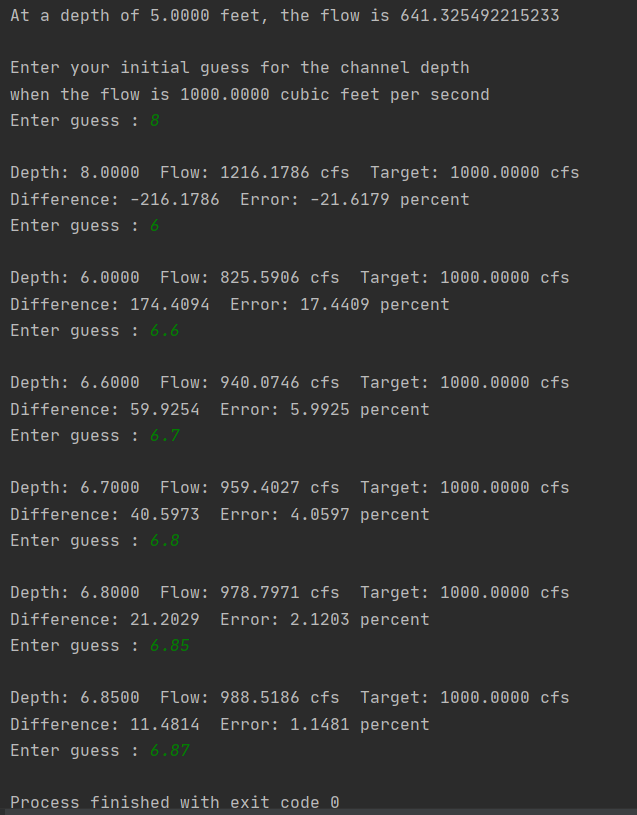 At a depth of 5.0000 feet, the flow is 641.325492215233
Enter your initial guess for the channel depth
when the flow is 1000.0000 cubic feet per second
Enter guess : 8
Depth: 8.0000  Flow: 1216.1786 cfs  Target: 1000.0000 cfs
Difference: -216.1786  Error: -21.6179 percent
Enter guess : 6
Depth: 6.0000  Flow: 825.5906 cfs  Target: 1000.0000 cfs
Difference: 174.4094  Error: 17.4409 percent
Enter guess : 6.6
Depth: 6.6000  Flow: 940.0746 cfs  Target: 1000.0000 cfs
Difference: 59.9254  Error: 5.9925 percent
Enter guess : 6.7
Depth: 6.7000  Flow: 959.4027 cfs  Target: 1000.0000 cfs
Difference: 40.5973  Error: 4.0597 percent
Enter guess : 6.8
Depth: 6.8000  Flow: 978.7971 cfs  Target: 1000.0000 cfs
Difference: 21.2029  Error: 2.1203 percent
Enter guess : 6.85
Depth: 6.8500  Flow: 988.5186 cfs  Target: 1000.0000 cfs
Difference: 11.4814  Error: 1.1481 percent
Enter guess : 6.87
Process finished with exit code 0